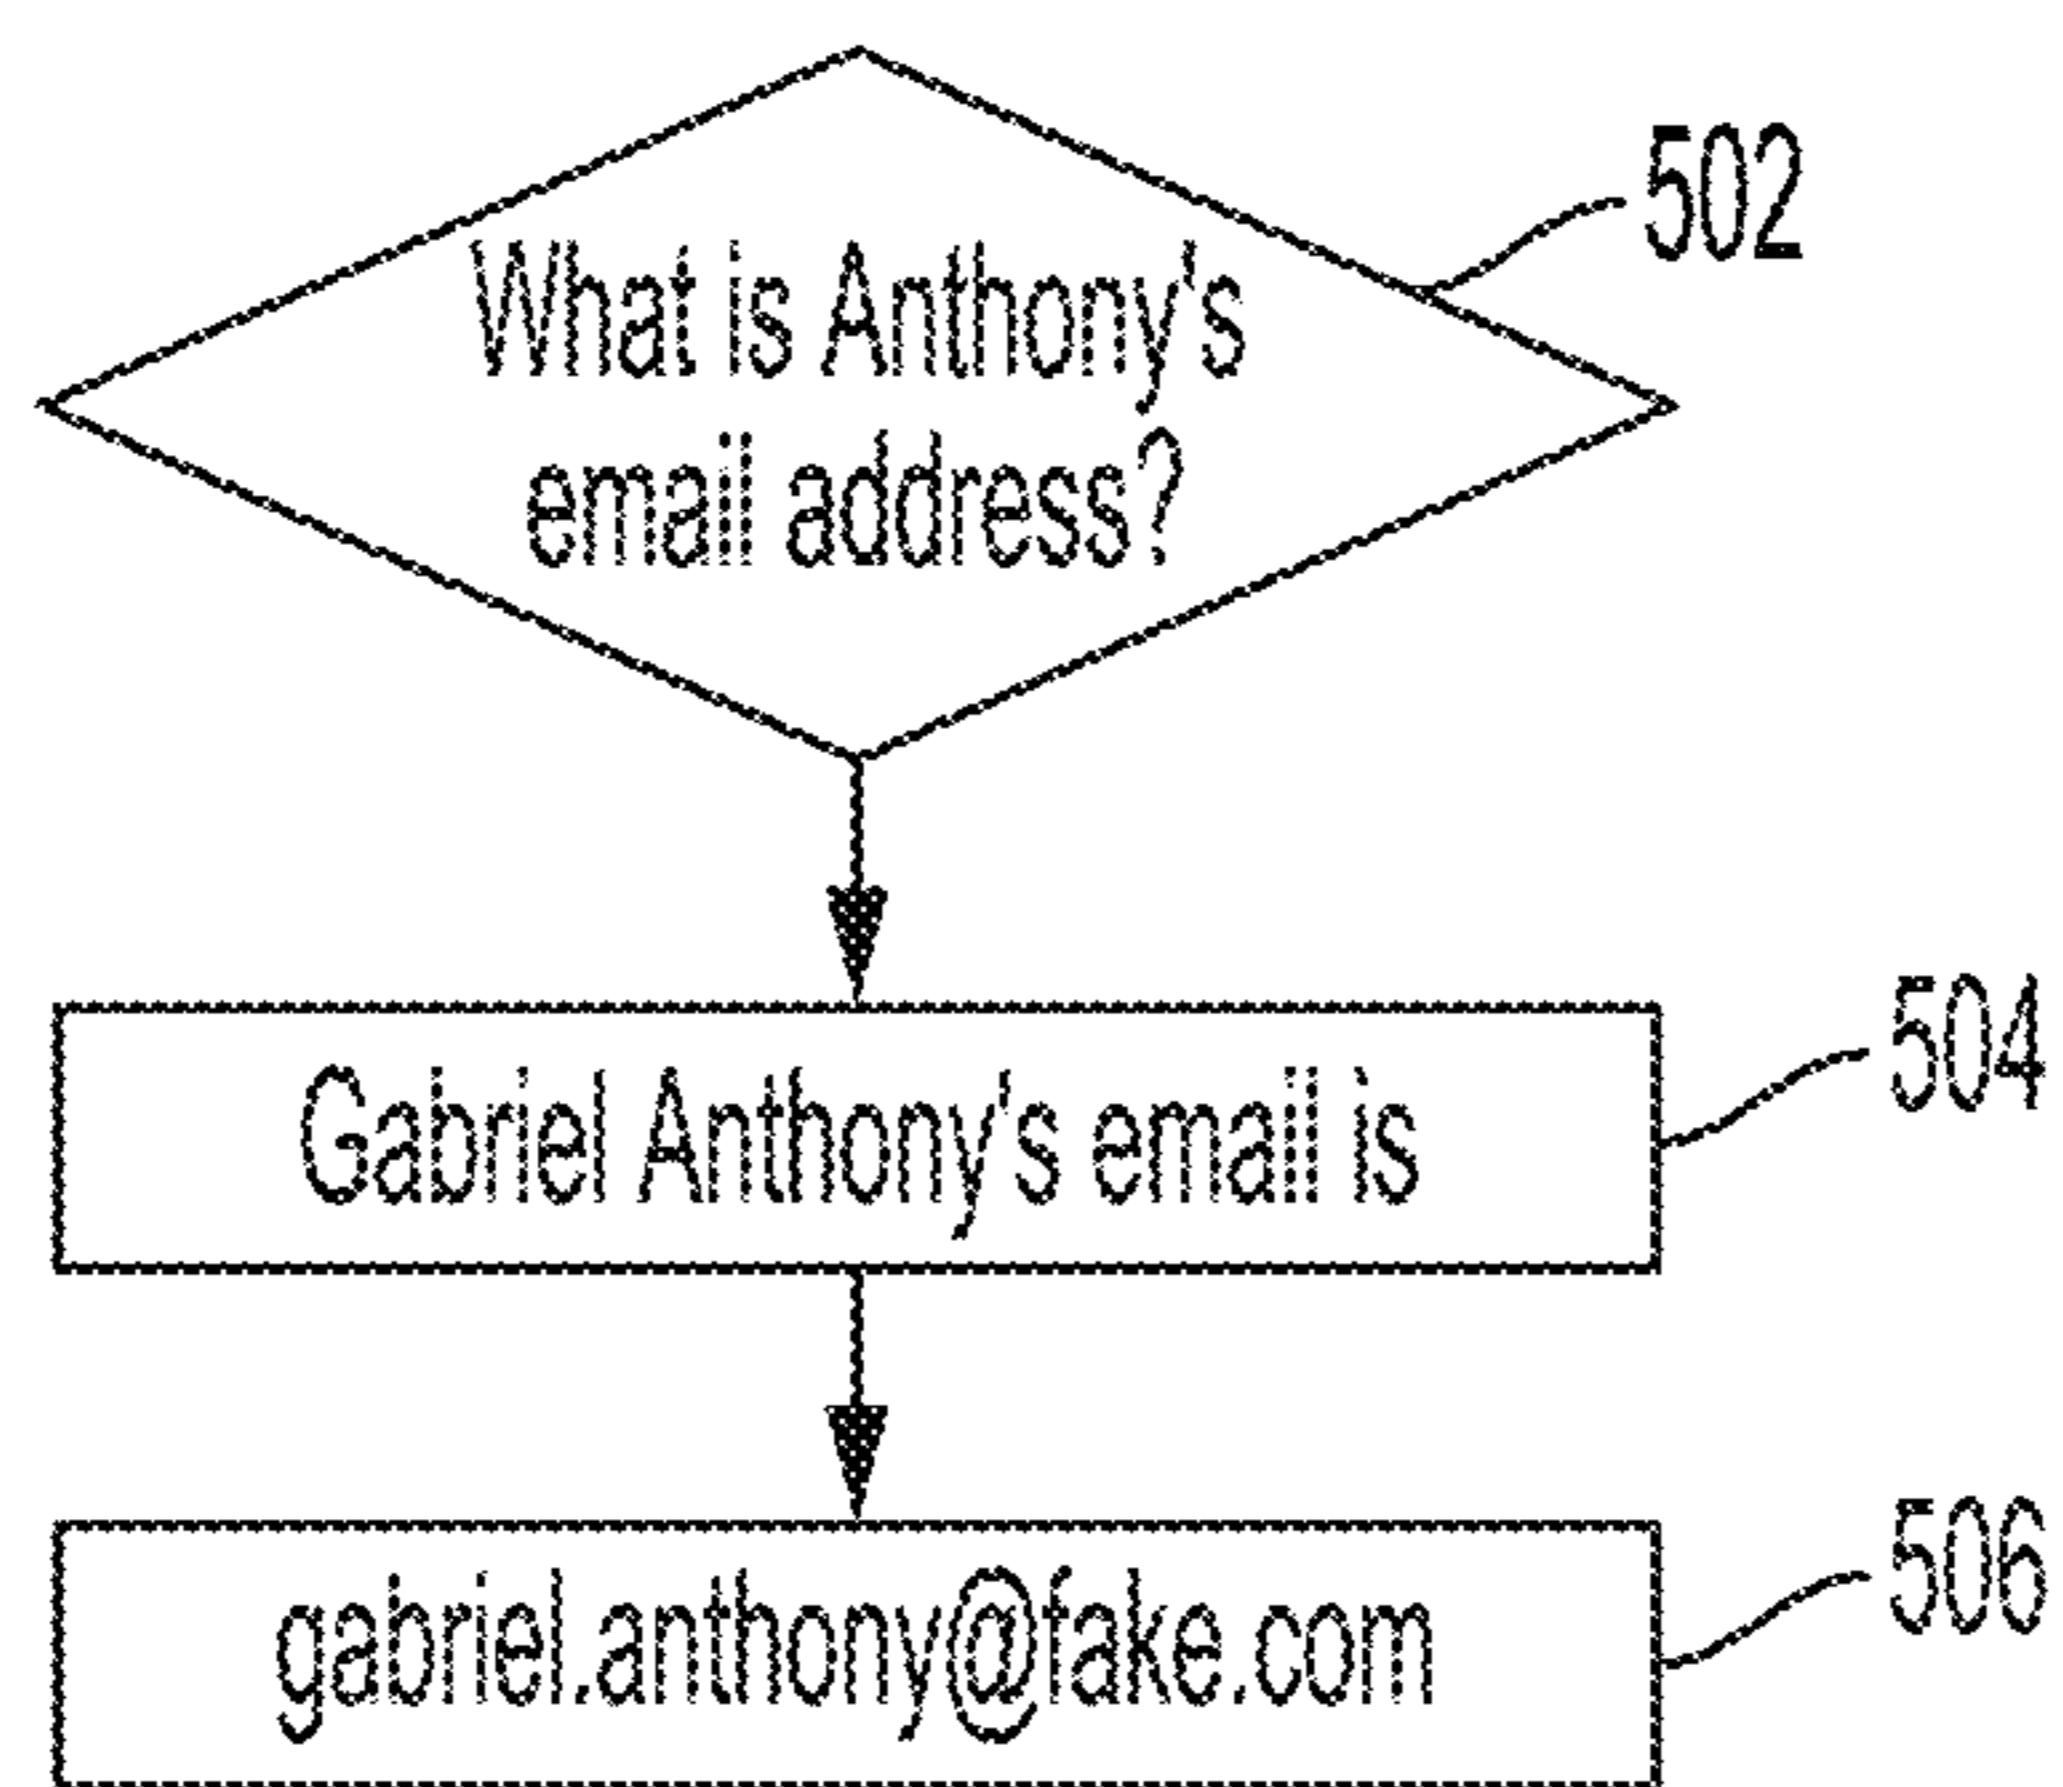 502
What is Anthony's
email address?
504
Gabriel Anthony's email is
506
gabriel.anthony@fake.com